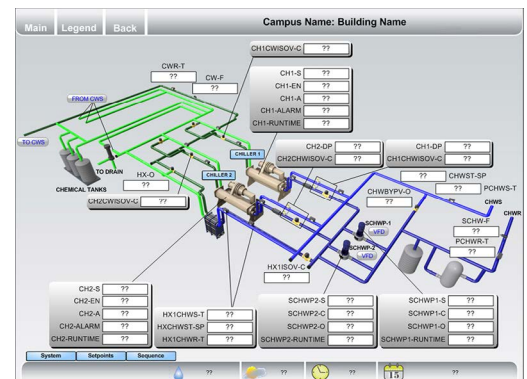 Main Legend Back
Campus Name: Building Name
CH1CWISOV-C ??
CWR-T
??
CW-F
??
CH1-S ??
CH1-EN ??
CH1-A ??
CH1-ALARM ??
CH1-RUNTIME ??
FROM CWS
TO CWS
TO DRAIN
CHEMICAL TANKS
HX-O
??
CH2CWISOV-C ??
CHILLER 1
CHILLER 2
CH2-DP ??
CH2CHWISOV-C ??
CH1-DP ??
CH1CHWISOV-C ??
CHWST-SP
??
CHWBYPV-O
??
PCHWS-T
??
CHWS
CHWR
SCHW-F
??
PCHWR-T
??
SCHWP-1
VFD
SCHWP-2
VFD
HX1ISOV-C
??
CH2-S ??
CH2-EN ??
CH2-A ??
CH2-ALARM ??
CH2-RUNTIME ??
HX1CHWS-T ??
HXCHWST-SP ??
HX1CHWR-T ??
SCHWP2-S ??
SCHWP2-C ??
SCHWP2-O ??
SCHWP2-RUNTIME ??
SCHWP1-S ??
SCHWP1-C ??
SCHWP1-O ??
SCHWP1-RUNTIME ??
System Setpoints Sequence
?? ?? ?? 15 ??